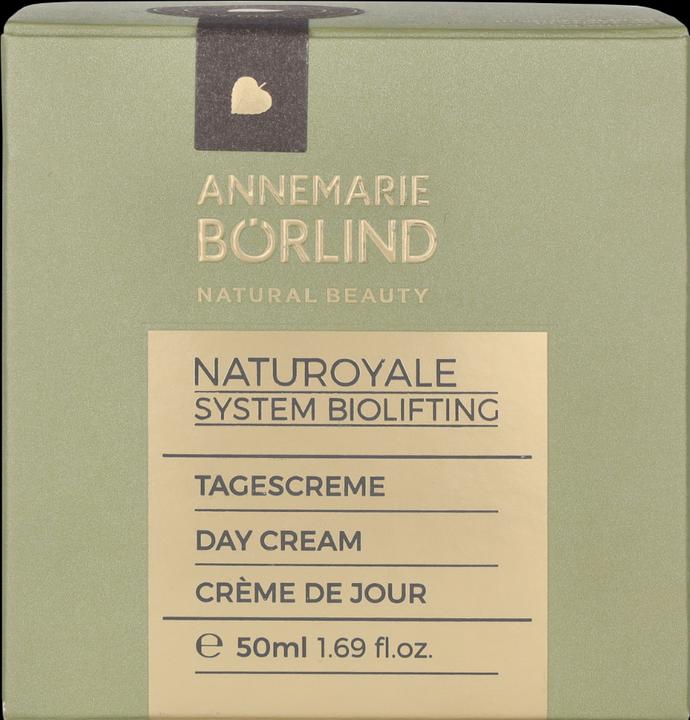 ANNEMARIE
BÖRLIND
NATURAL BEAUTY
NATUROYALE
SYSTEM BIOLIFTING
TAGESCREME
DAY CREAM
CRÈME DE JOUR
℮ 50ml 1.69 fl.oz.